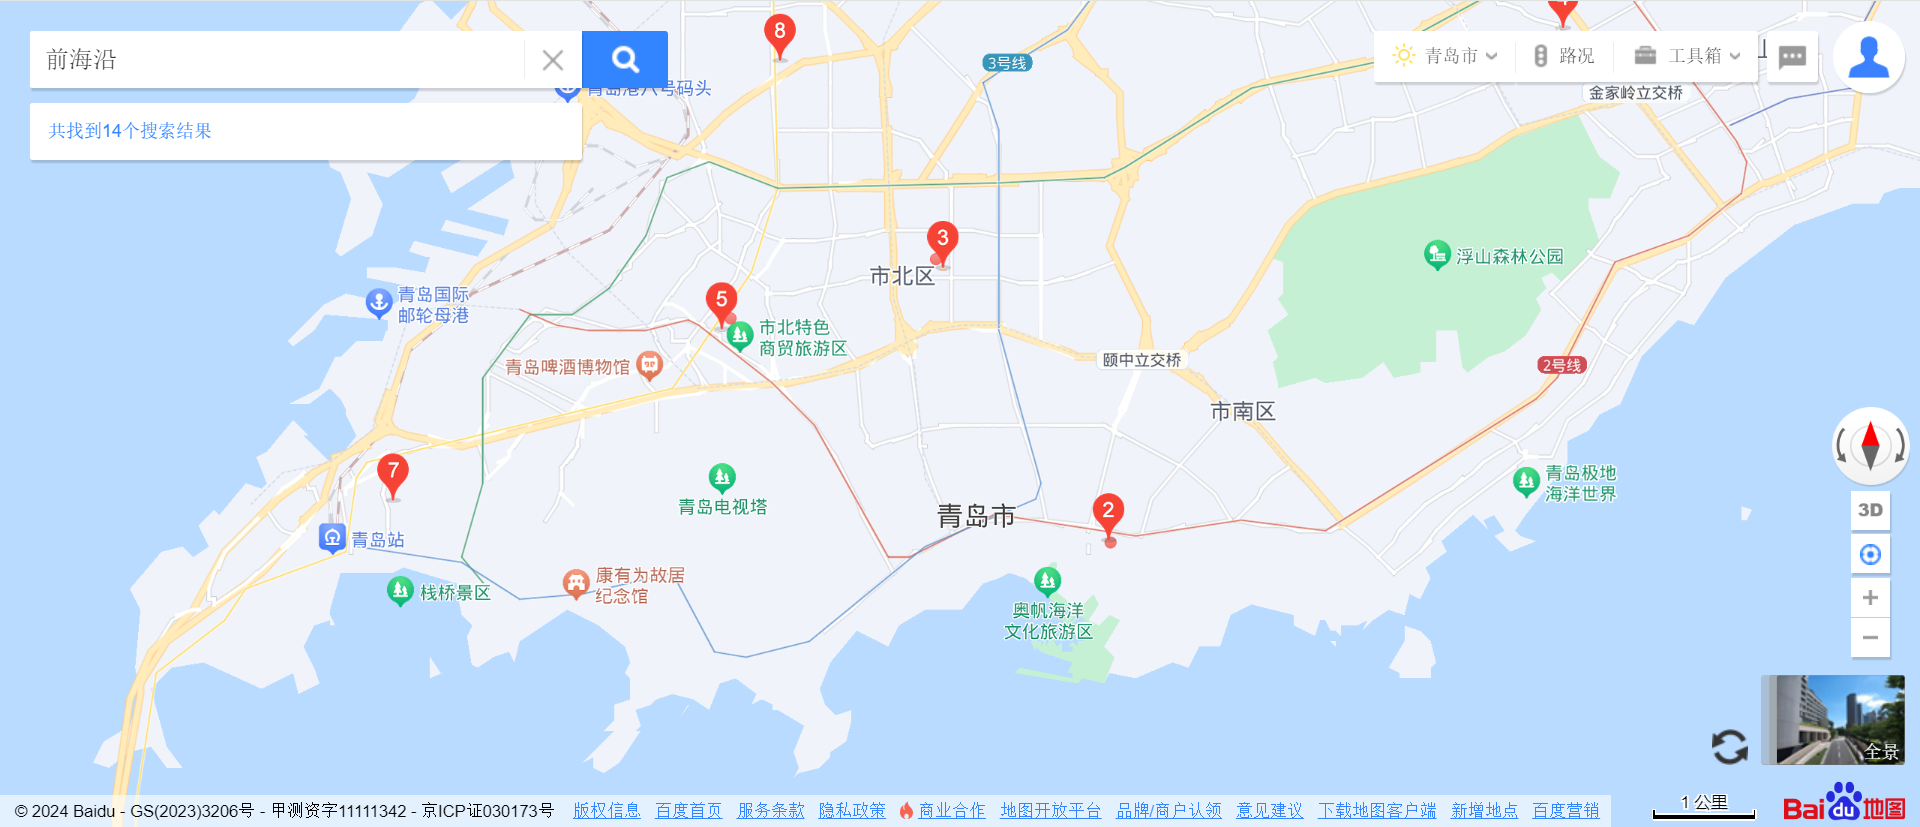 前海沿
共找到14个搜索结果
青岛港八号码头
8
3号线
青岛市
路况
工具箱
金家岭立交桥
3
市北区
浮山森林公园
青岛国际
邮轮母港
5
市北特色
商贸旅游区
青岛啤酒博物馆
颐中立交桥
2号线
市南区
7
青岛电视塔
青岛极地
海洋世界
青岛市
2
3D
青岛站
栈桥景区
康有为故居
纪念馆
奥帆海洋
文化旅游区
全景
© 2024 Baidu - GS(2023)3206号 - 甲测资字11111342 - 京ICP证030173号 版权信息 百度首页 服务条款 隐私政策 商业合作 地图开放平台 品牌/商户认领 意见建议 下载地图客户端 新增地点 百度营销
1 公里
Bai du 地图